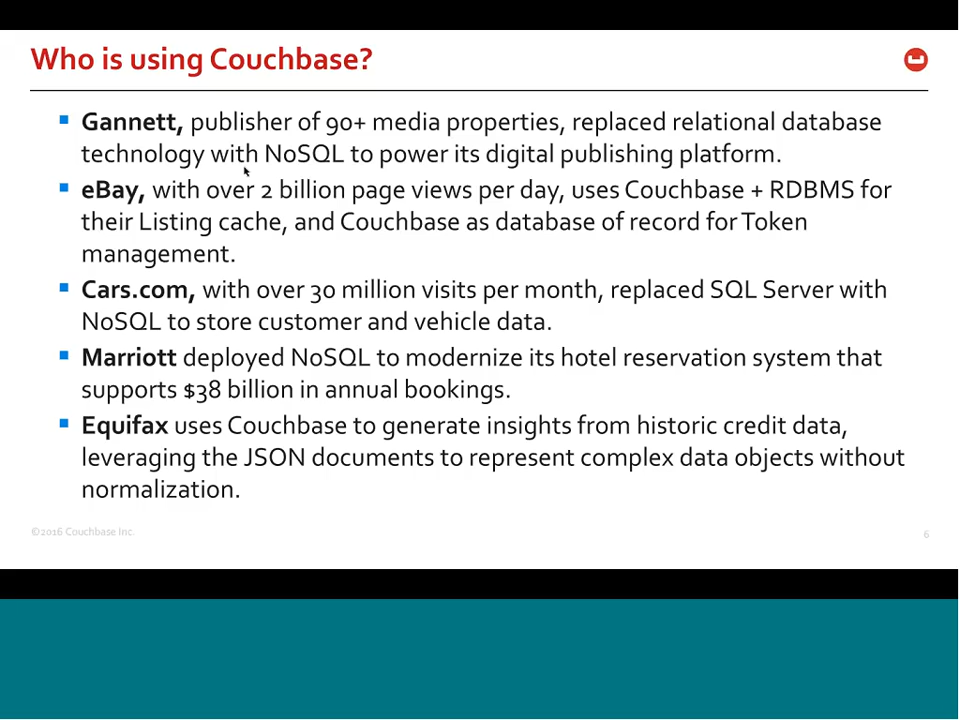 Who is using Couchbase?
Gannett, publisher of 90+ media properties, replaced relational database
technology with NoSQL to power its digital publishing platform.
eBay, with over 2 billion page views per day, uses Couchbase + RDBMS for
their Listing cache, and Couchbase as database of record for Token
management.
Cars.com, with over 30 million visits per month, replaced SQL Server with
NoSQL to store customer and vehicle data.
Marriott deployed NoSQL to modernize its hotel reservation system that
supports $38 billion in annual bookings.
Equifax uses Couchbase to generate insights from historic credit data,
leveraging the JSON documents to represent complex data objects without
normalization.
©2016 Couchbase Inc.
6